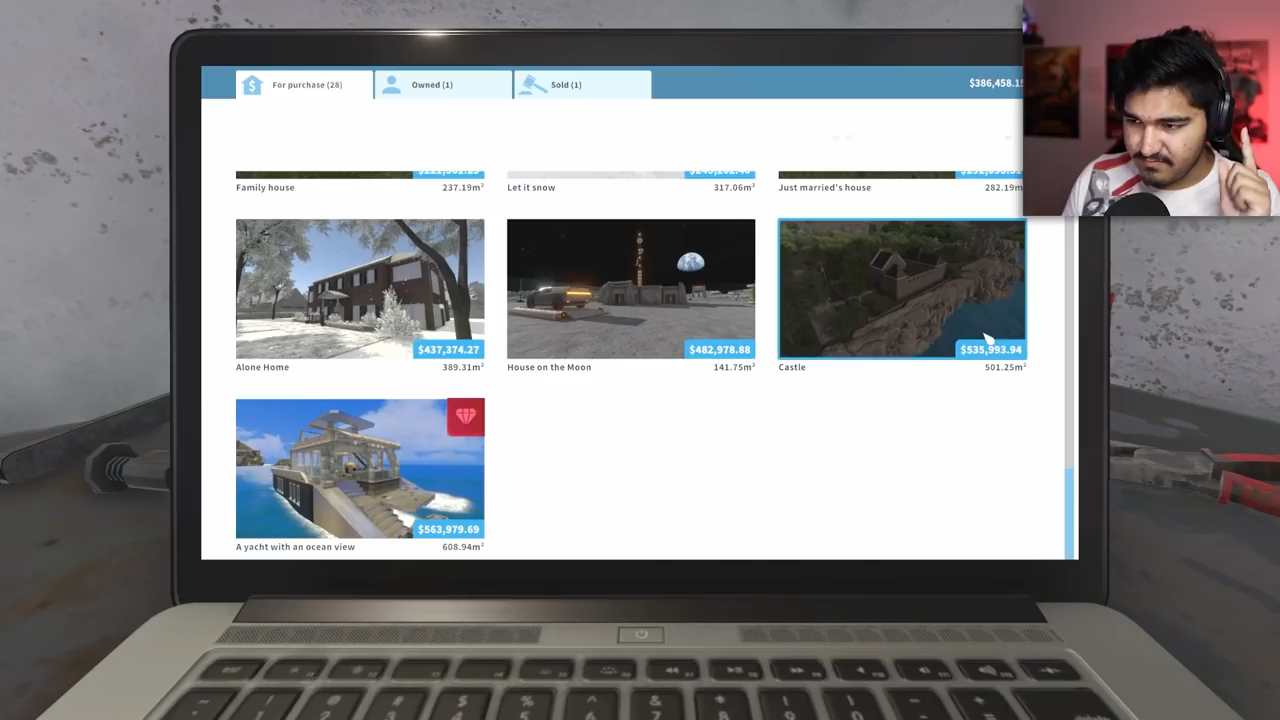 For purchase (28)
Owned (1)
Sold (1)
$386,458.15
Family house
237.19m²
Let it snow
317.06m²
Just married's house
282.19m
$437,374.27
Alone Home
389.31m²
$482,978.88
House on the Moon
141.75m²
$535,993.94
Castle
501.25m²
$563,979.69
A yacht with an ocean view
608.94m²